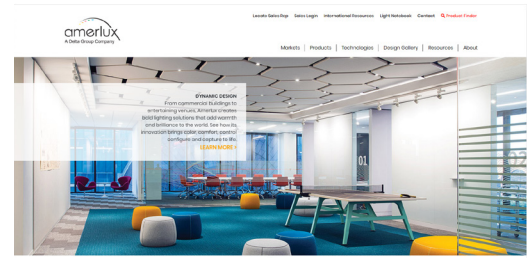 Locate Sales Rep Sales Login International Resources Light Notebook Contact Product Finder
amerlux
A Delta Group Company
Markets | Products | Technologies | Design Gallery | Resources | About
DYNAMIC DESIGN
From commercial buildings to
entertaining venues, Amerlux creates
bold lighting solutions that add warmth
and brilliance to the world. See how its
innovation brings color, comfort, control
configure and capture to life.
LEARN MORE >
01